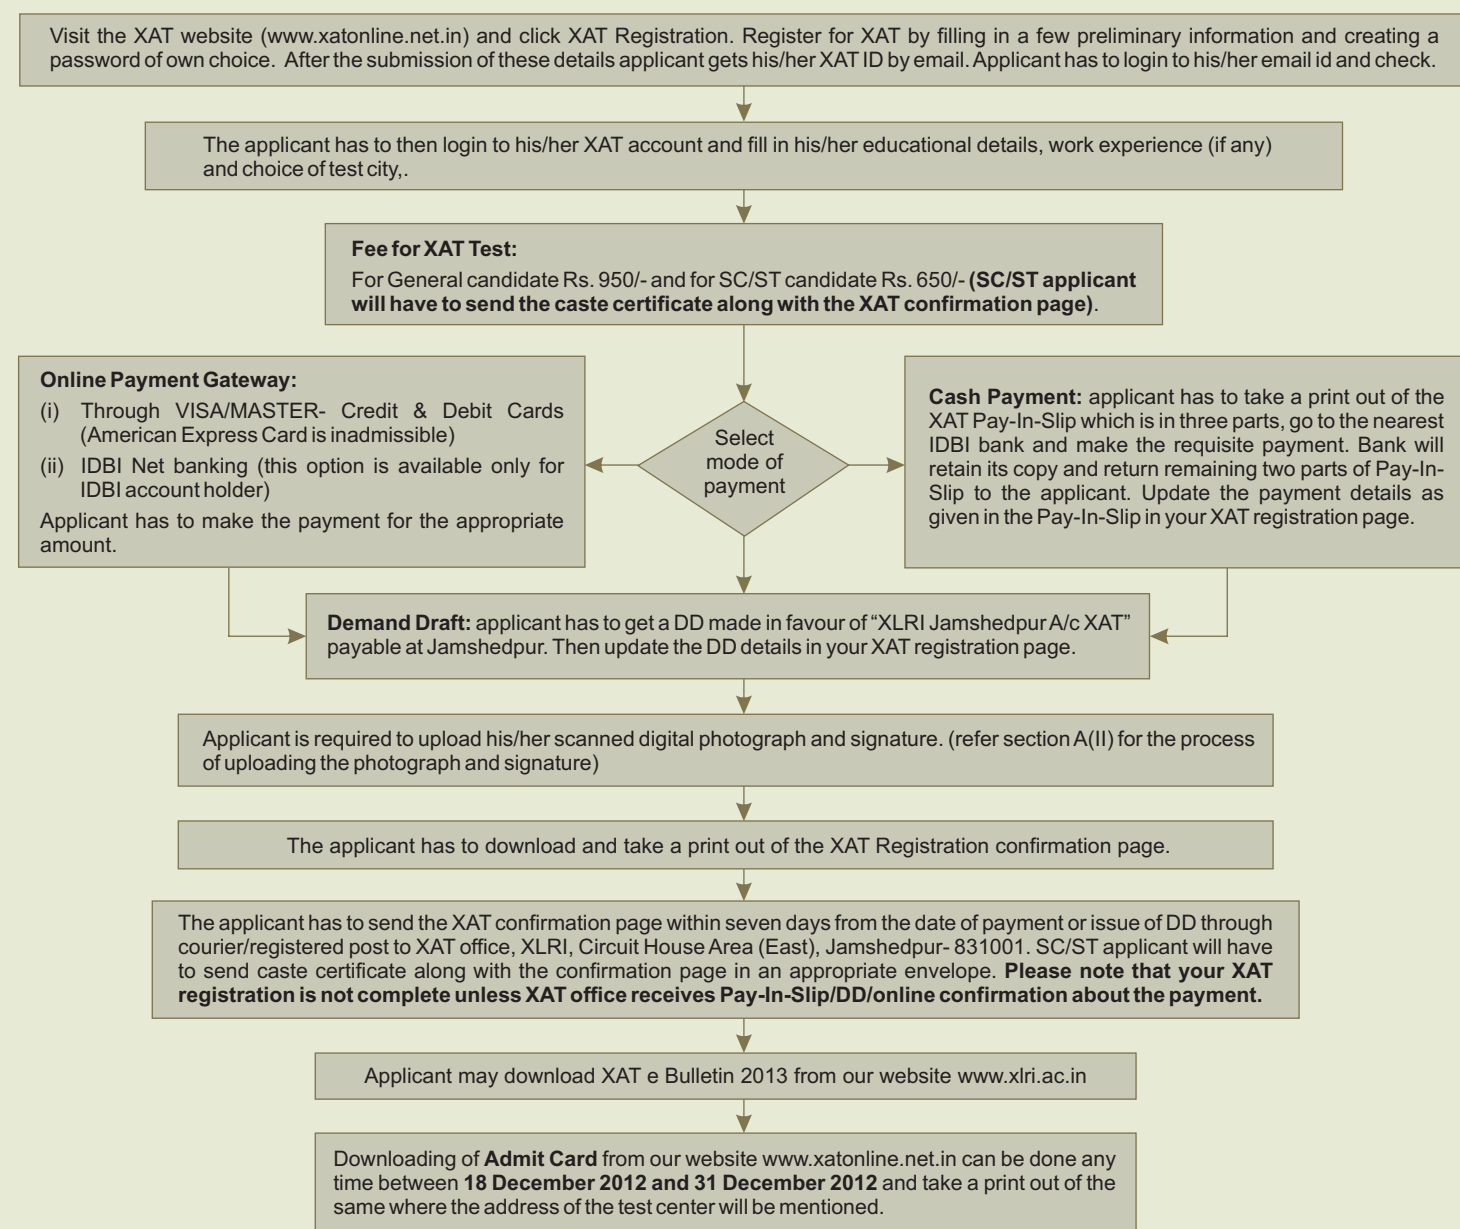 Visit the XAT website (www.xatonline.net.in) and click XAT Registration. Register for XAT by filling in a few preliminary information and creating a
password of own choice. After the submission of these details applicant gets his/her XAT ID by email. Applicant has to login to his/her email id and check.
The applicant has to then login to his/her XAT account and fill in his/her educational details, work experience (if any)
and choice of test city,.
Fee for XAT Test:
For General candidate Rs. 950/- and for SC/ST candidate Rs. 650/- (SC/ST applicant
will have to send the caste certificate along with the XAT confirmation page).
Online Payment Gateway:
(i) Through VISA/MASTER- Credit & Debit Cards
(American Express Card is inadmissible)
(ii) IDBI Net banking (this option is available only for
IDBI account holder)
Applicant has to make the payment for the appropriate
amount.
Select
mode of
payment
Cash Payment: applicant has to take a print out of the
XAT Pay-In-Slip which is in three parts, go to the nearest
IDBI bank and make the requisite payment. Bank will
retain its copy and return remaining two parts of Pay-In-
Slip to the applicant. Update the payment details as
given in the Pay-In-Slip in your XAT registration page.
Demand Draft: applicant has to get a DD made in favour of “XLRI Jamshedpur A/c XAT”
payable at Jamshedpur. Then update the DD details in your XAT registration page.
Applicant is required to upload his/her scanned digital photograph and signature. (refer section A(II) for the process
of uploading the photograph and signature)
The applicant has to download and take a print out of the XAT Registration confirmation page.
The applicant has to send the XAT confirmation page within seven days from the date of payment or issue of DD through
courier/registered post to XAT office, XLRI, Circuit House Area (East), Jamshedpur- 831001. SC/ST applicant will have
to send caste certificate along with the confirmation page in an appropriate envelope. Please note that your XAT
registration is not complete unless XAT office receives Pay-In-Slip/DD/online confirmation about the payment.
Applicant may download XAT e Bulletin 2013 from our website www.xlri.ac.in
Downloading of Admit Card from our website www.xatonline.net.in can be done any
time between 18 December 2012 and 31 December 2012 and take a print out of the
same where the address of the test center will be mentioned.